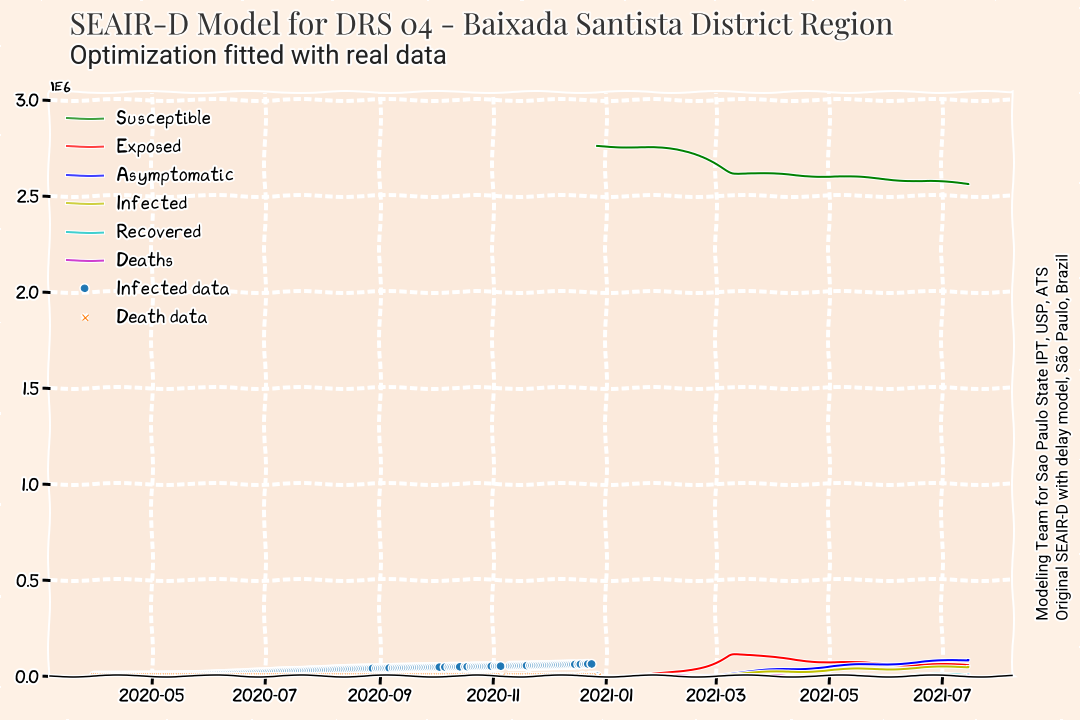 SEAIR-D Model for DRS 04 - Baixada Santista District Region
Optimization fitted with real data
1E6
3.0
2.5
2.0
1.5
1.0
0.5
0.0
Susceptible
Exposed
Asymptomatic
Infected
Recovered
Deaths
Infected data
Death data
2020-05
2020-07
2020-09
2020-11
2021-01
2021-03
2021-05
2021-07
Modeling Team for Sao Paulo State IPT, USP, ATS
Original SEAIR-D with delay model, São Paulo, Brazil